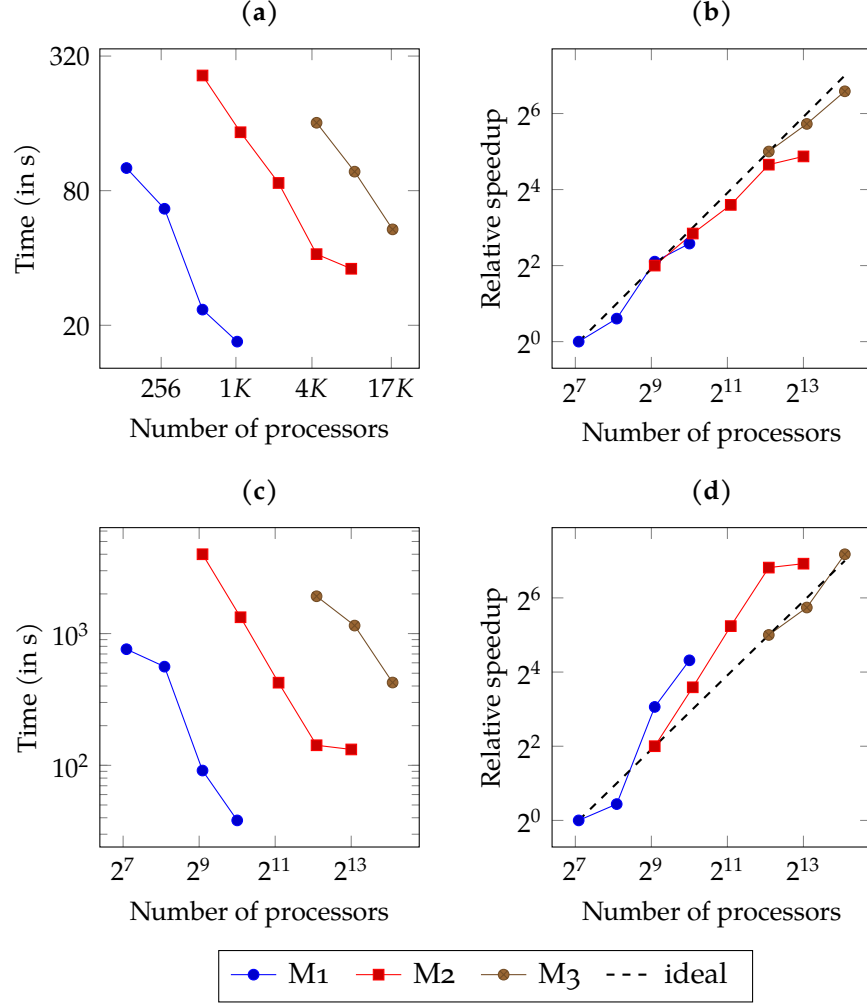 (a)
320
80
20
Time (in s)
256 1K 4K 17K
Number of processors
(b)
2^6
2^4
2^2
2^0
Relative speedup
2^7 2^9 2^11 2^13
Number of processors
(c)
10^3
10^2
Time (in s)
2^7 2^9 2^11 2^13
Number of processors
(d)
2^6
2^4
2^2
2^0
Relative speedup
2^7 2^9 2^11 2^13
Number of processors
M1 M2 M3 ideal